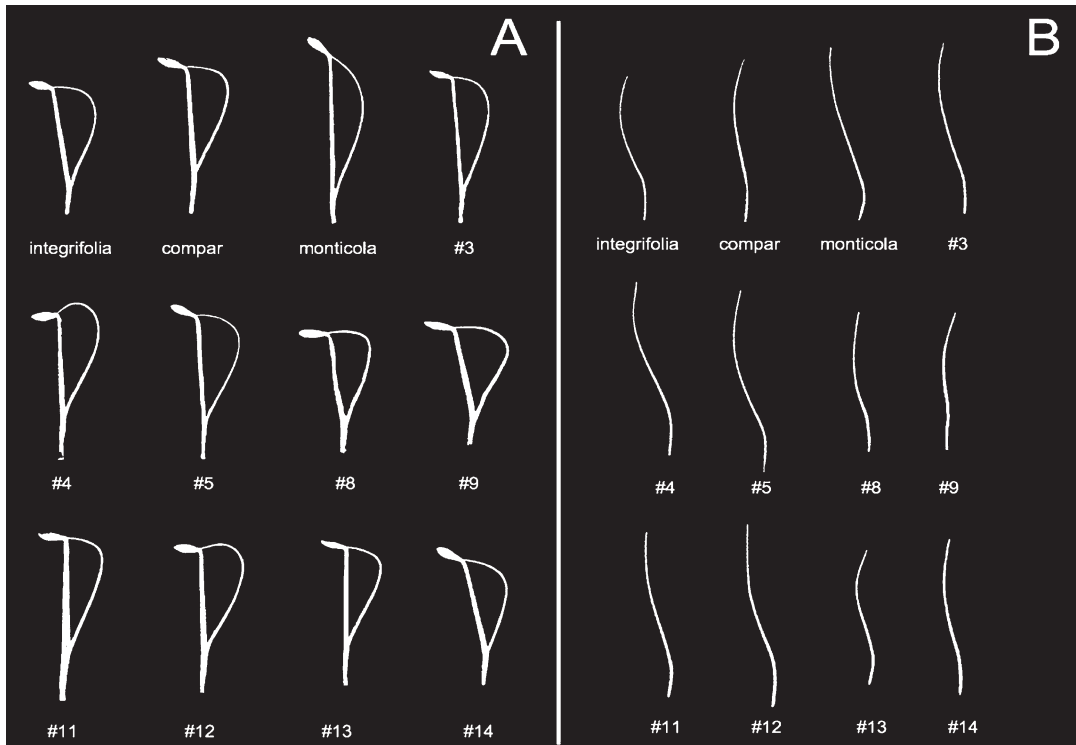 A
integrifolia compar monticola #3
#4 #5 #8 #9
#11 #12 #13 #14
B
integrifolia compar monticola #3
#4 #5 #8 #9
#11 #12 #13 #14